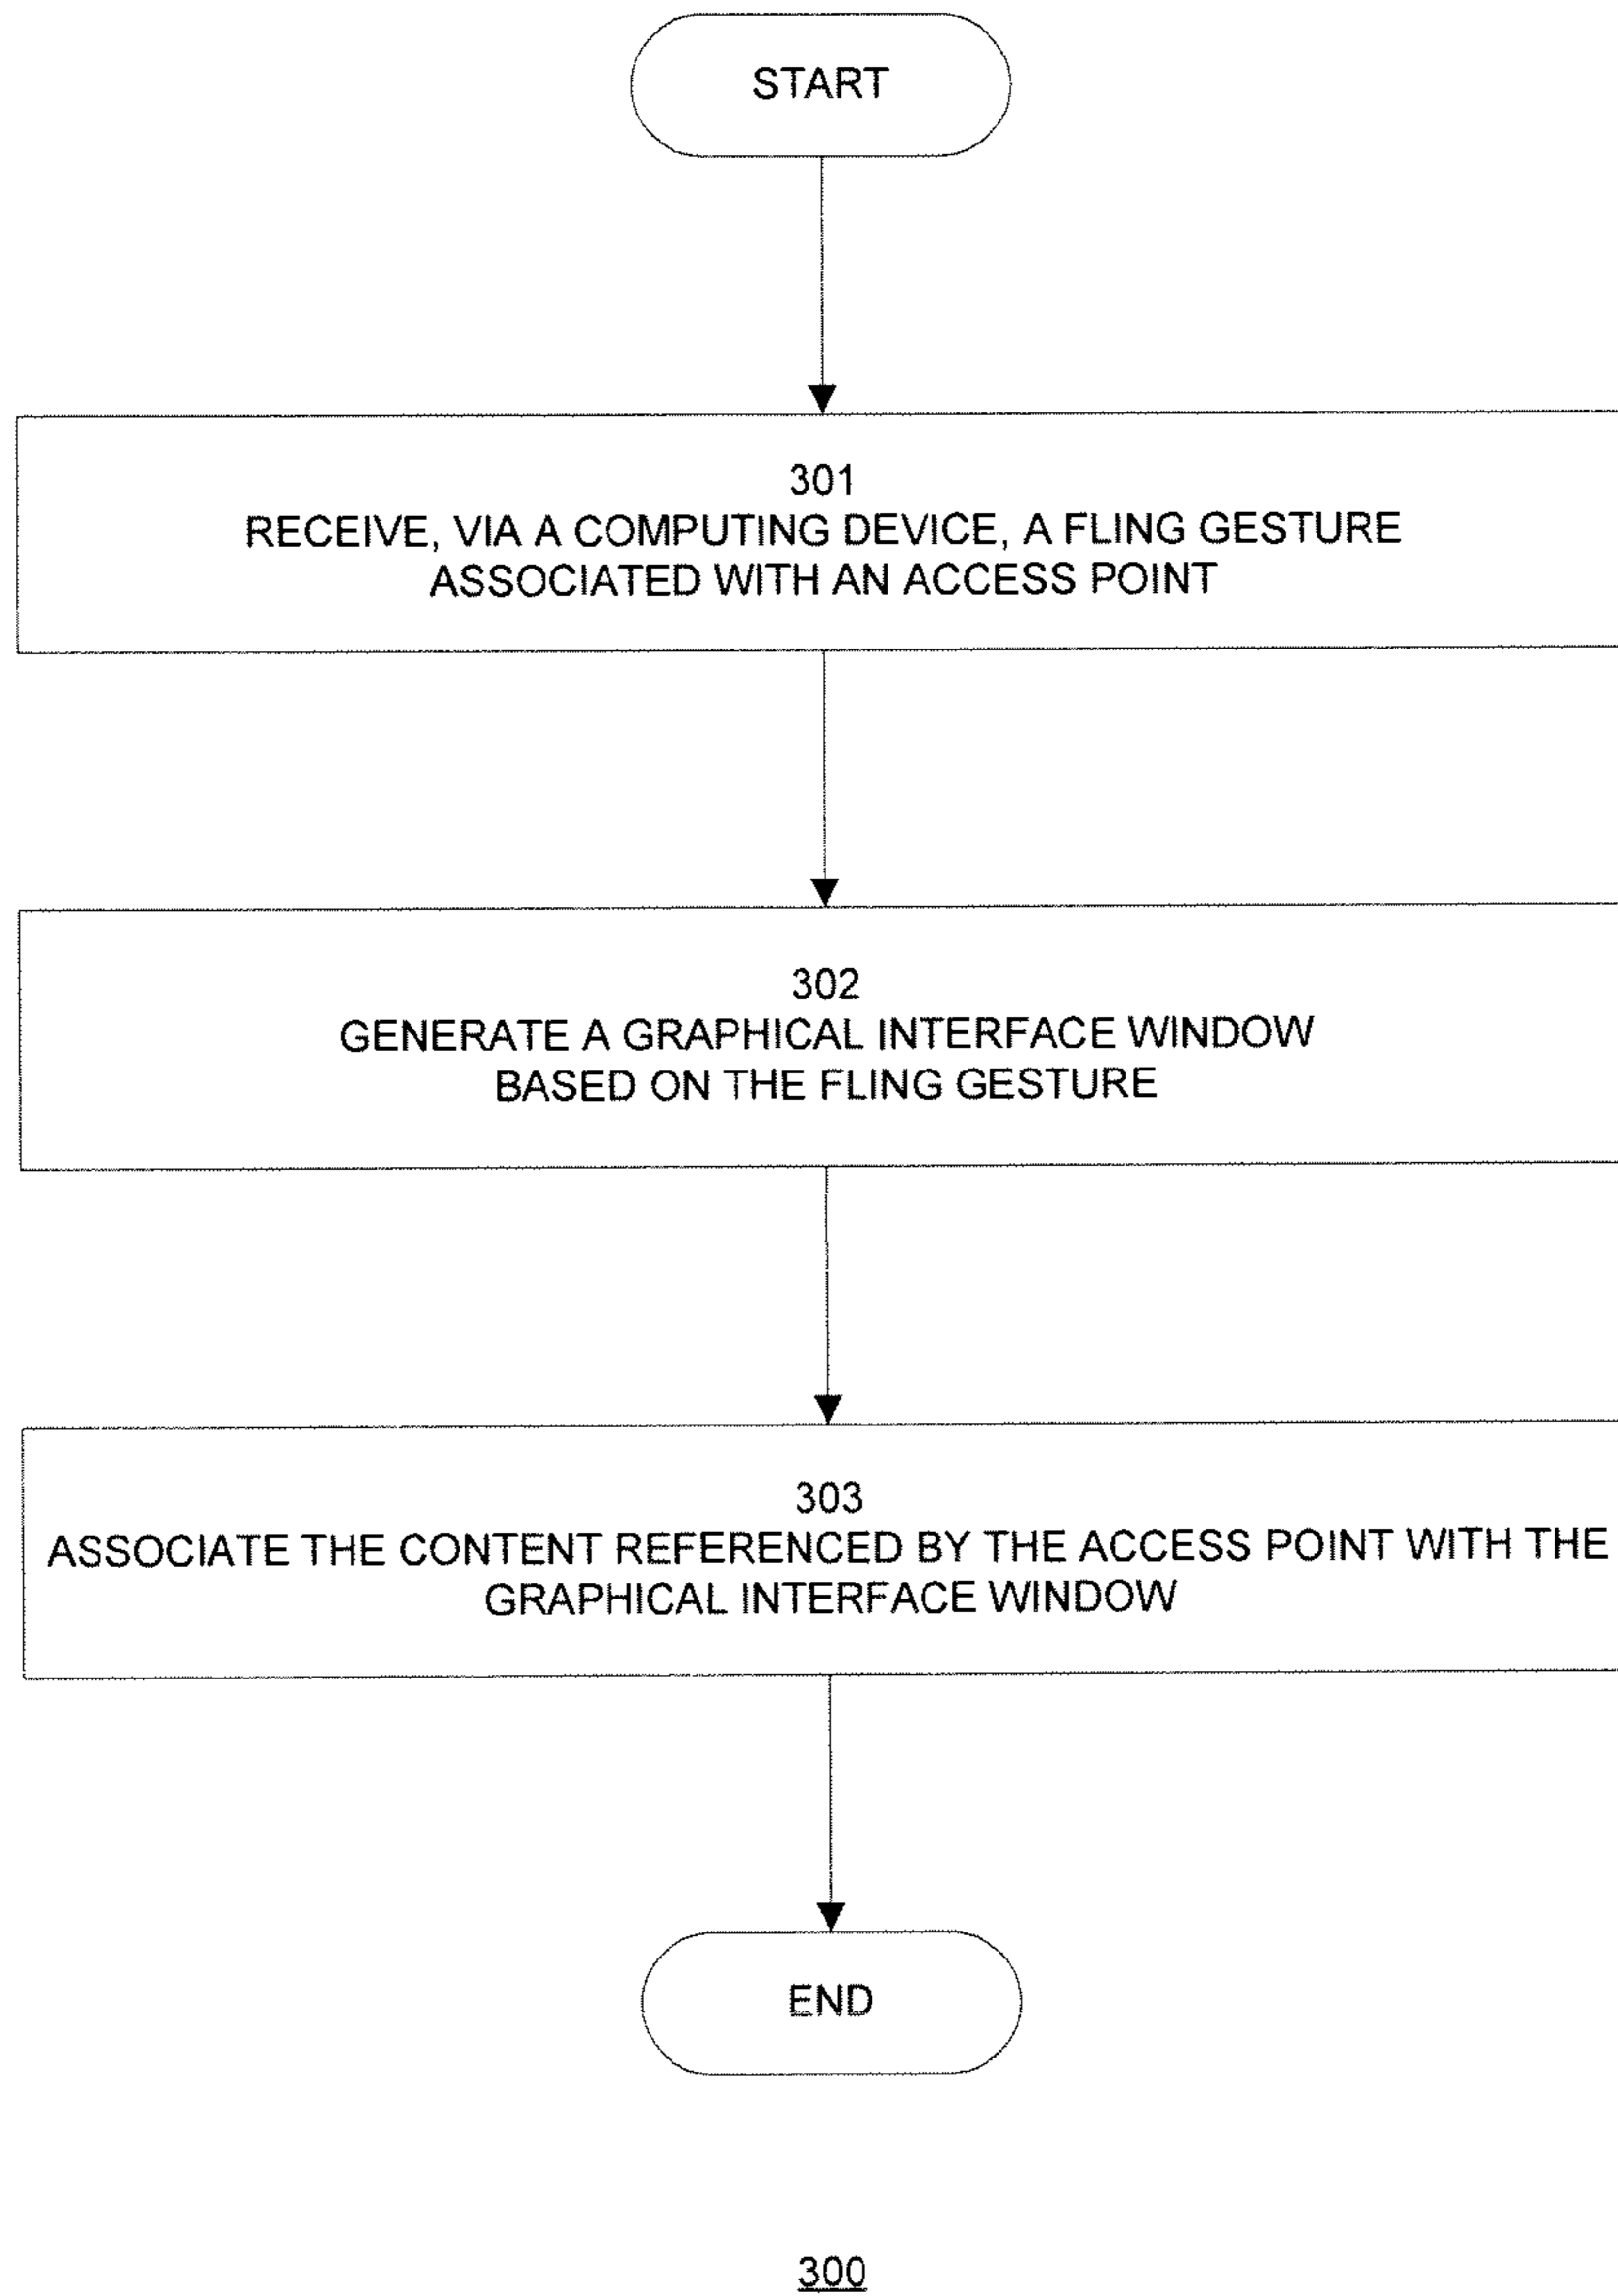 START
301
RECEIVE, VIA A COMPUTING DEVICE, A FLING GESTURE
ASSOCIATED WITH AN ACCESS POINT
302
GENERATE A GRAPHICAL INTERFACE WINDOW
BASED ON THE FLING GESTURE
303
ASSOCIATE THE CONTENT REFERENCED BY THE ACCESS POINT WITH THE
GRAPHICAL INTERFACE WINDOW
END
300